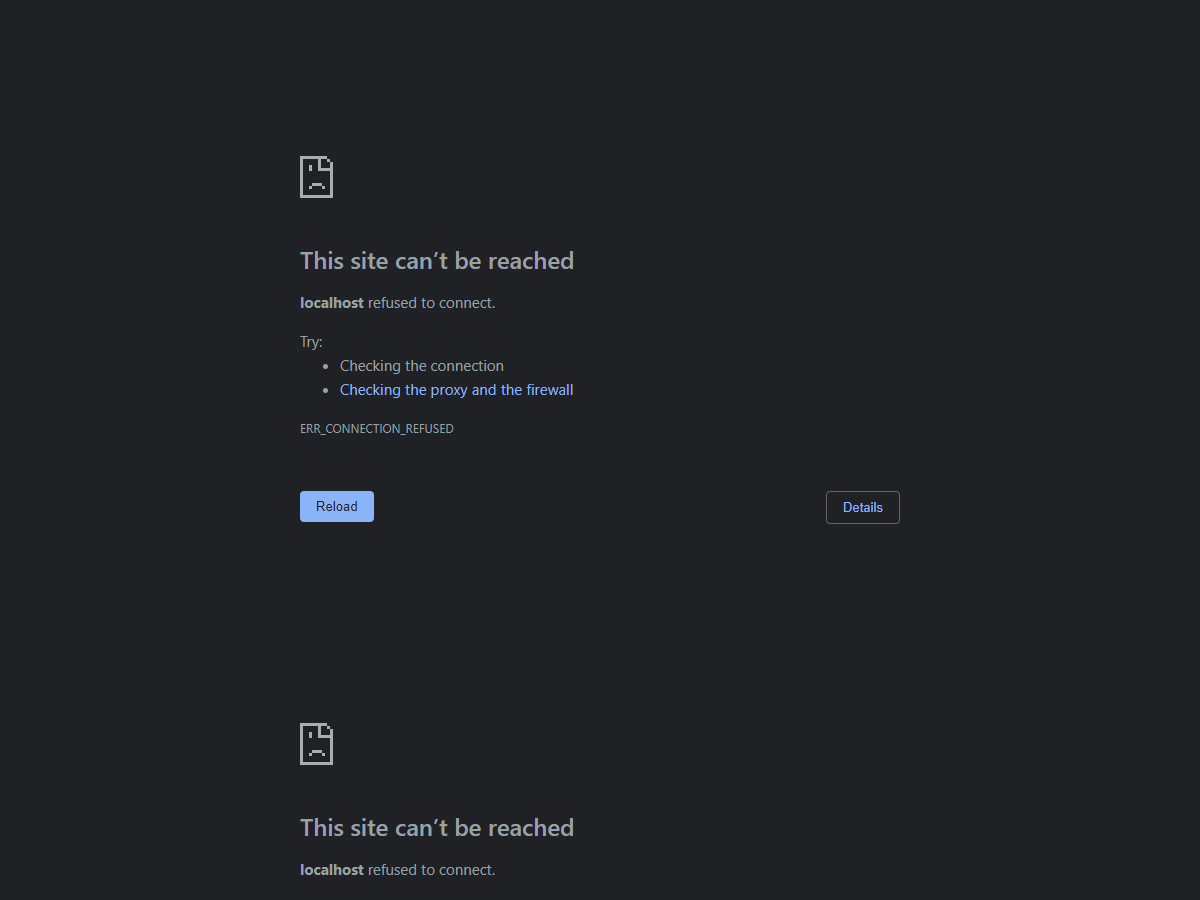 This site can’t be reached
localhost refused to connect.
Try:
Checking the connection
Checking the proxy and the firewall
ERR_CONNECTION_REFUSED
Reload
Details
This site can’t be reached
localhost refused to connect.